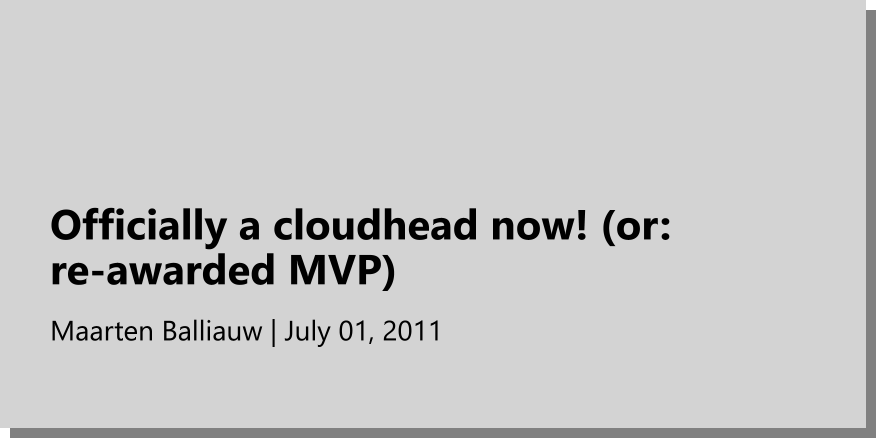 Officially a cloudhead now! (or:
re-awarded MVP)
Maarten Balliauw | July 01, 2011